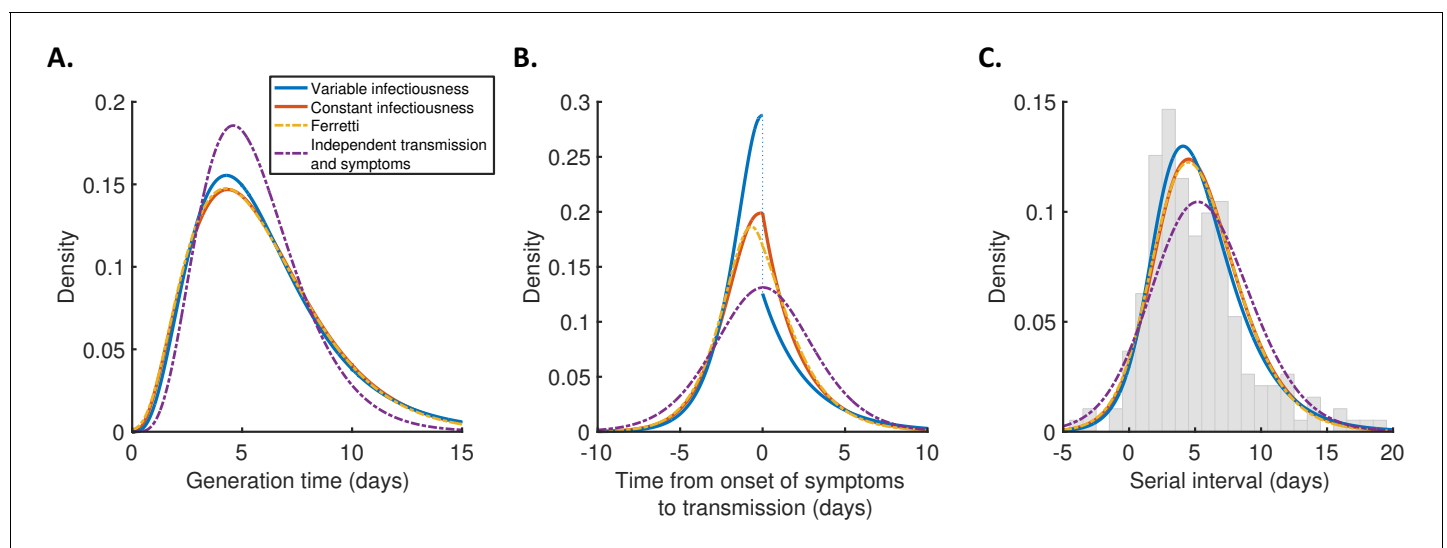 A.
Variable infectiousness
Constant infectiousness
Ferretti
Independent transmission
and symptoms
0.2
0.15
0.1
0.05
0
Density
0
5
10
15
Generation time (days)
B.
0.3
0.25
0.2
0.15
0.1
0.05
0
Density
-10
-5
0
5
10
Time from onset of symptoms
to transmission (days)
C.
0.15
0.1
0.05
0
Density
-5
0
5
10
15
20
Serial interval (days)